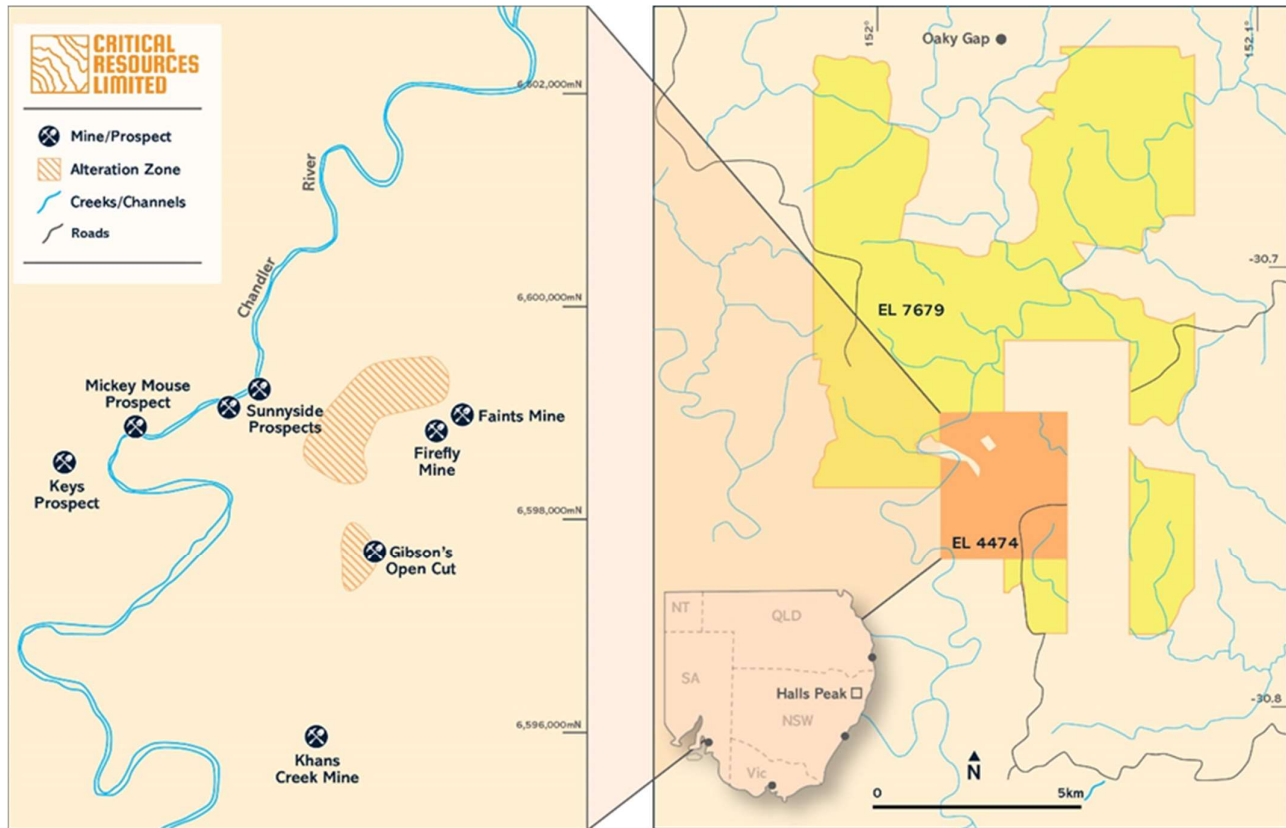 CRITICAL
RESOURCES
LIMITED
Mine/Prospect
Alteration Zone
Creeks/Channels
Roads
6,602,000mN
River
Chandler
6,600,000mN
Mickey Mouse
Prospect
Sunnyside
Prospects
Faints Mine
Firefly
Mine
Keys
Prospect
6,598,000mN
Gibson's
Open Cut
6,596,000mN
Khans
Creek Mine
152°
152.1°
Oaky Gap
-30.7
EL 7679
EL 4474
NT
QLD
SA
Halls Peak
NSW
Vic
-30.8
N
0 5km